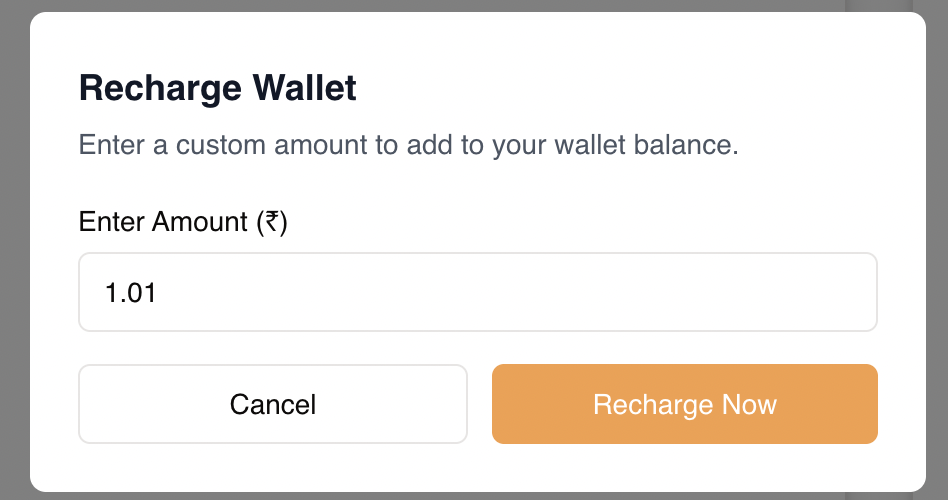 Recharge Wallet
Enter a custom amount to add to your wallet balance.
Enter Amount (₹)
1.01
Cancel
Recharge Now